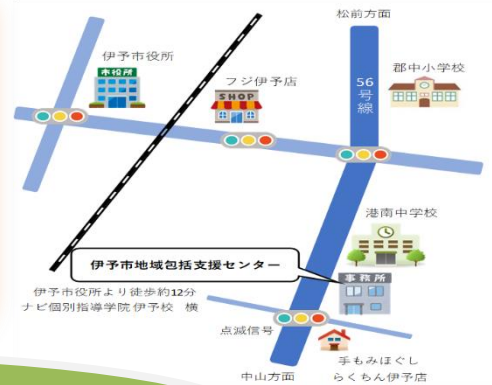 松前方面
伊予市役所
市役所
フジ伊予店
SHOP
56
号
線
郡中小学校
港南中学校
伊予市地域包括支援センター
事務所
伊予市役所より徒歩約12分
ナビ個別指導学院伊予校 横
点滅信号
手もみほぐし
らくちん伊予店
中山方面